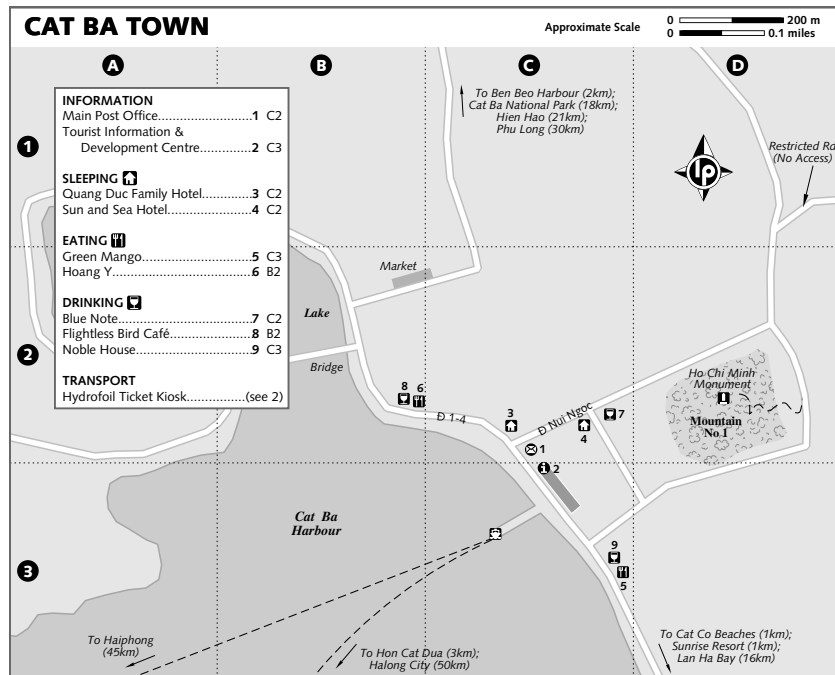 CAT BA TOWN
Approximate Scale
0 200 m
0 0.1 miles
A B C D
1
2
3
INFORMATION
Main Post Office............................1 C2
Tourist Information &
Development Centre..............2 C3
SLEEPING
Quang Duc Family Hotel............3 C2
Sun and Sea Hotel......................4 C2
EATING
Green Mango..............................5 C3
Hoang Y.......................................6 B2
DRINKING
Blue Note....................................7 C2
Flightless Bird Café.....................8 B2
Noble House................................9 C3
TRANSPORT
Hydrofoil Ticket Kiosk..............(see 2)
To Ben Beo Harbour (2km);
Cat Ba National Park (18km);
Hien Hao (21km);
Phu Long (30km)
lp
Restricted Rd
(No Access)
Market
Lake
Bridge
8 6
Đ 1-4
3
Đ Nui Ngoc
4
7
1
2
Ho Chi Minh
Monument
Mountain
No 1
Cat Ba
Harbour
9
5
To Haiphong
(45km)
To Hon Cat Dua (3km);
Halong City (50km)
To Cat Co Beaches (1km);
Sunrise Resort (1km);
Lan Ha Bay (16km)